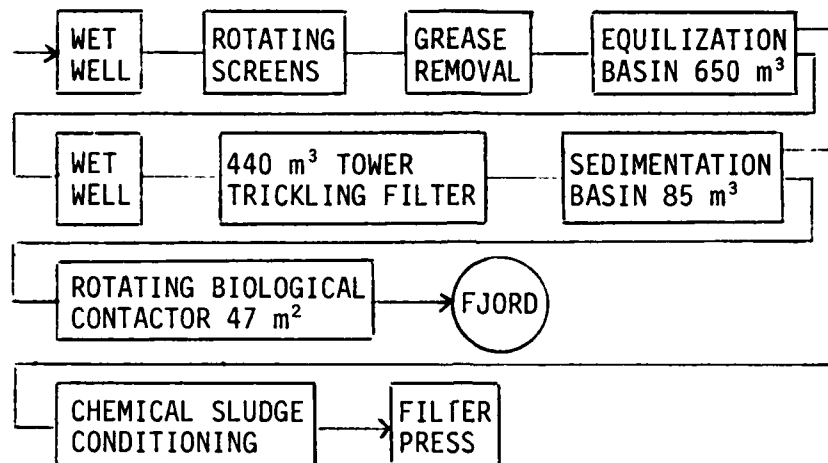 WET
WELL
ROTATING
SCREENS
GREASE
REMOVAL
EQUILIZATION
BASIN 650 m³
WET
WELL
440 m³ TOWER
TRICKLING FILTER
SEDIMENTATION
BASIN 85 m³
ROTATING BIOLOGICAL
CONTACTOR 47 m²
FJORD
CHEMICAL SLUDGE
CONDITIONING
FILTER
PRESS